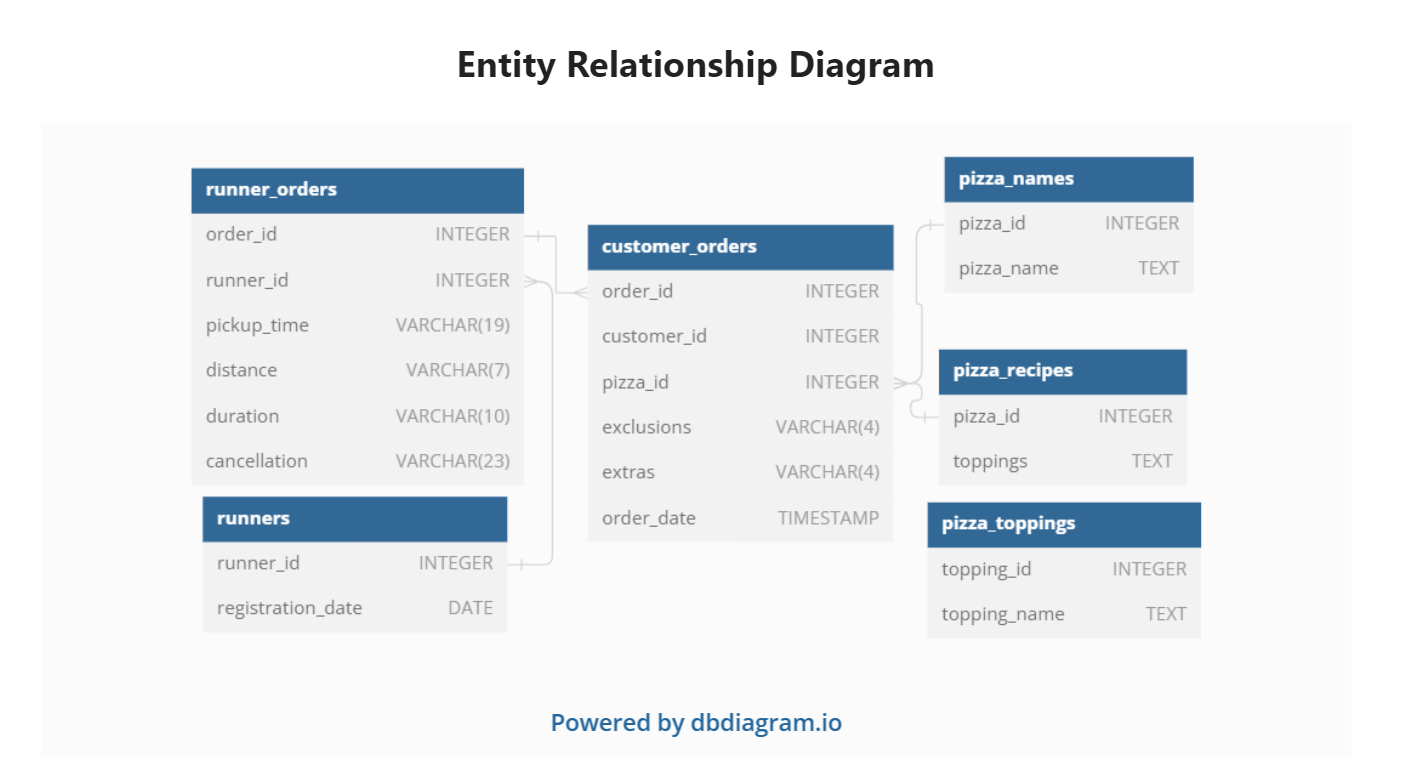 Entity Relationship Diagram
runner_orders
order_id INTEGER
runner_id INTEGER
pickup_time VARCHAR(19)
distance VARCHAR(7)
duration VARCHAR(10)
cancellation VARCHAR(23)
runners
runner_id INTEGER
registration_date DATE
customer_orders
order_id INTEGER
customer_id INTEGER
pizza_id INTEGER
exclusions VARCHAR(4)
extras VARCHAR(4)
order_date TIMESTAMP
pizza_names
pizza_id INTEGER
pizza_name TEXT
pizza_recipes
pizza_id INTEGER
toppings TEXT
pizza_toppings
topping_id INTEGER
topping_name TEXT
Powered by dbdiagram.io